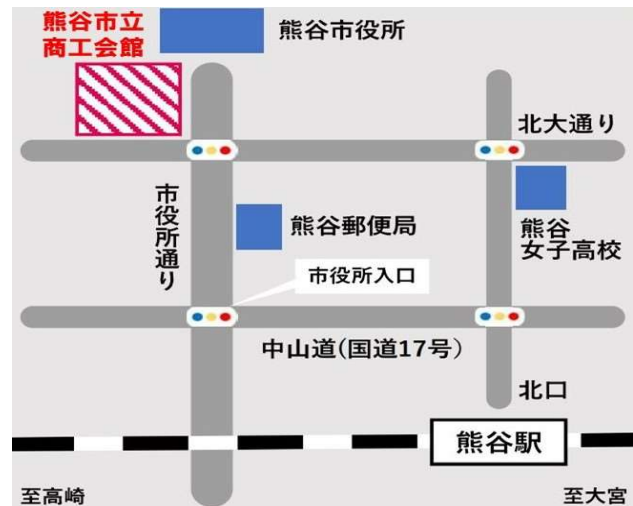 熊谷市立
商工会館
熊谷市役所
北大通り
市役所通り
熊谷郵便局
熊谷
女子高校
市役所入口
中山道(国道17号)
北口
熊谷駅
至高崎
至大宮